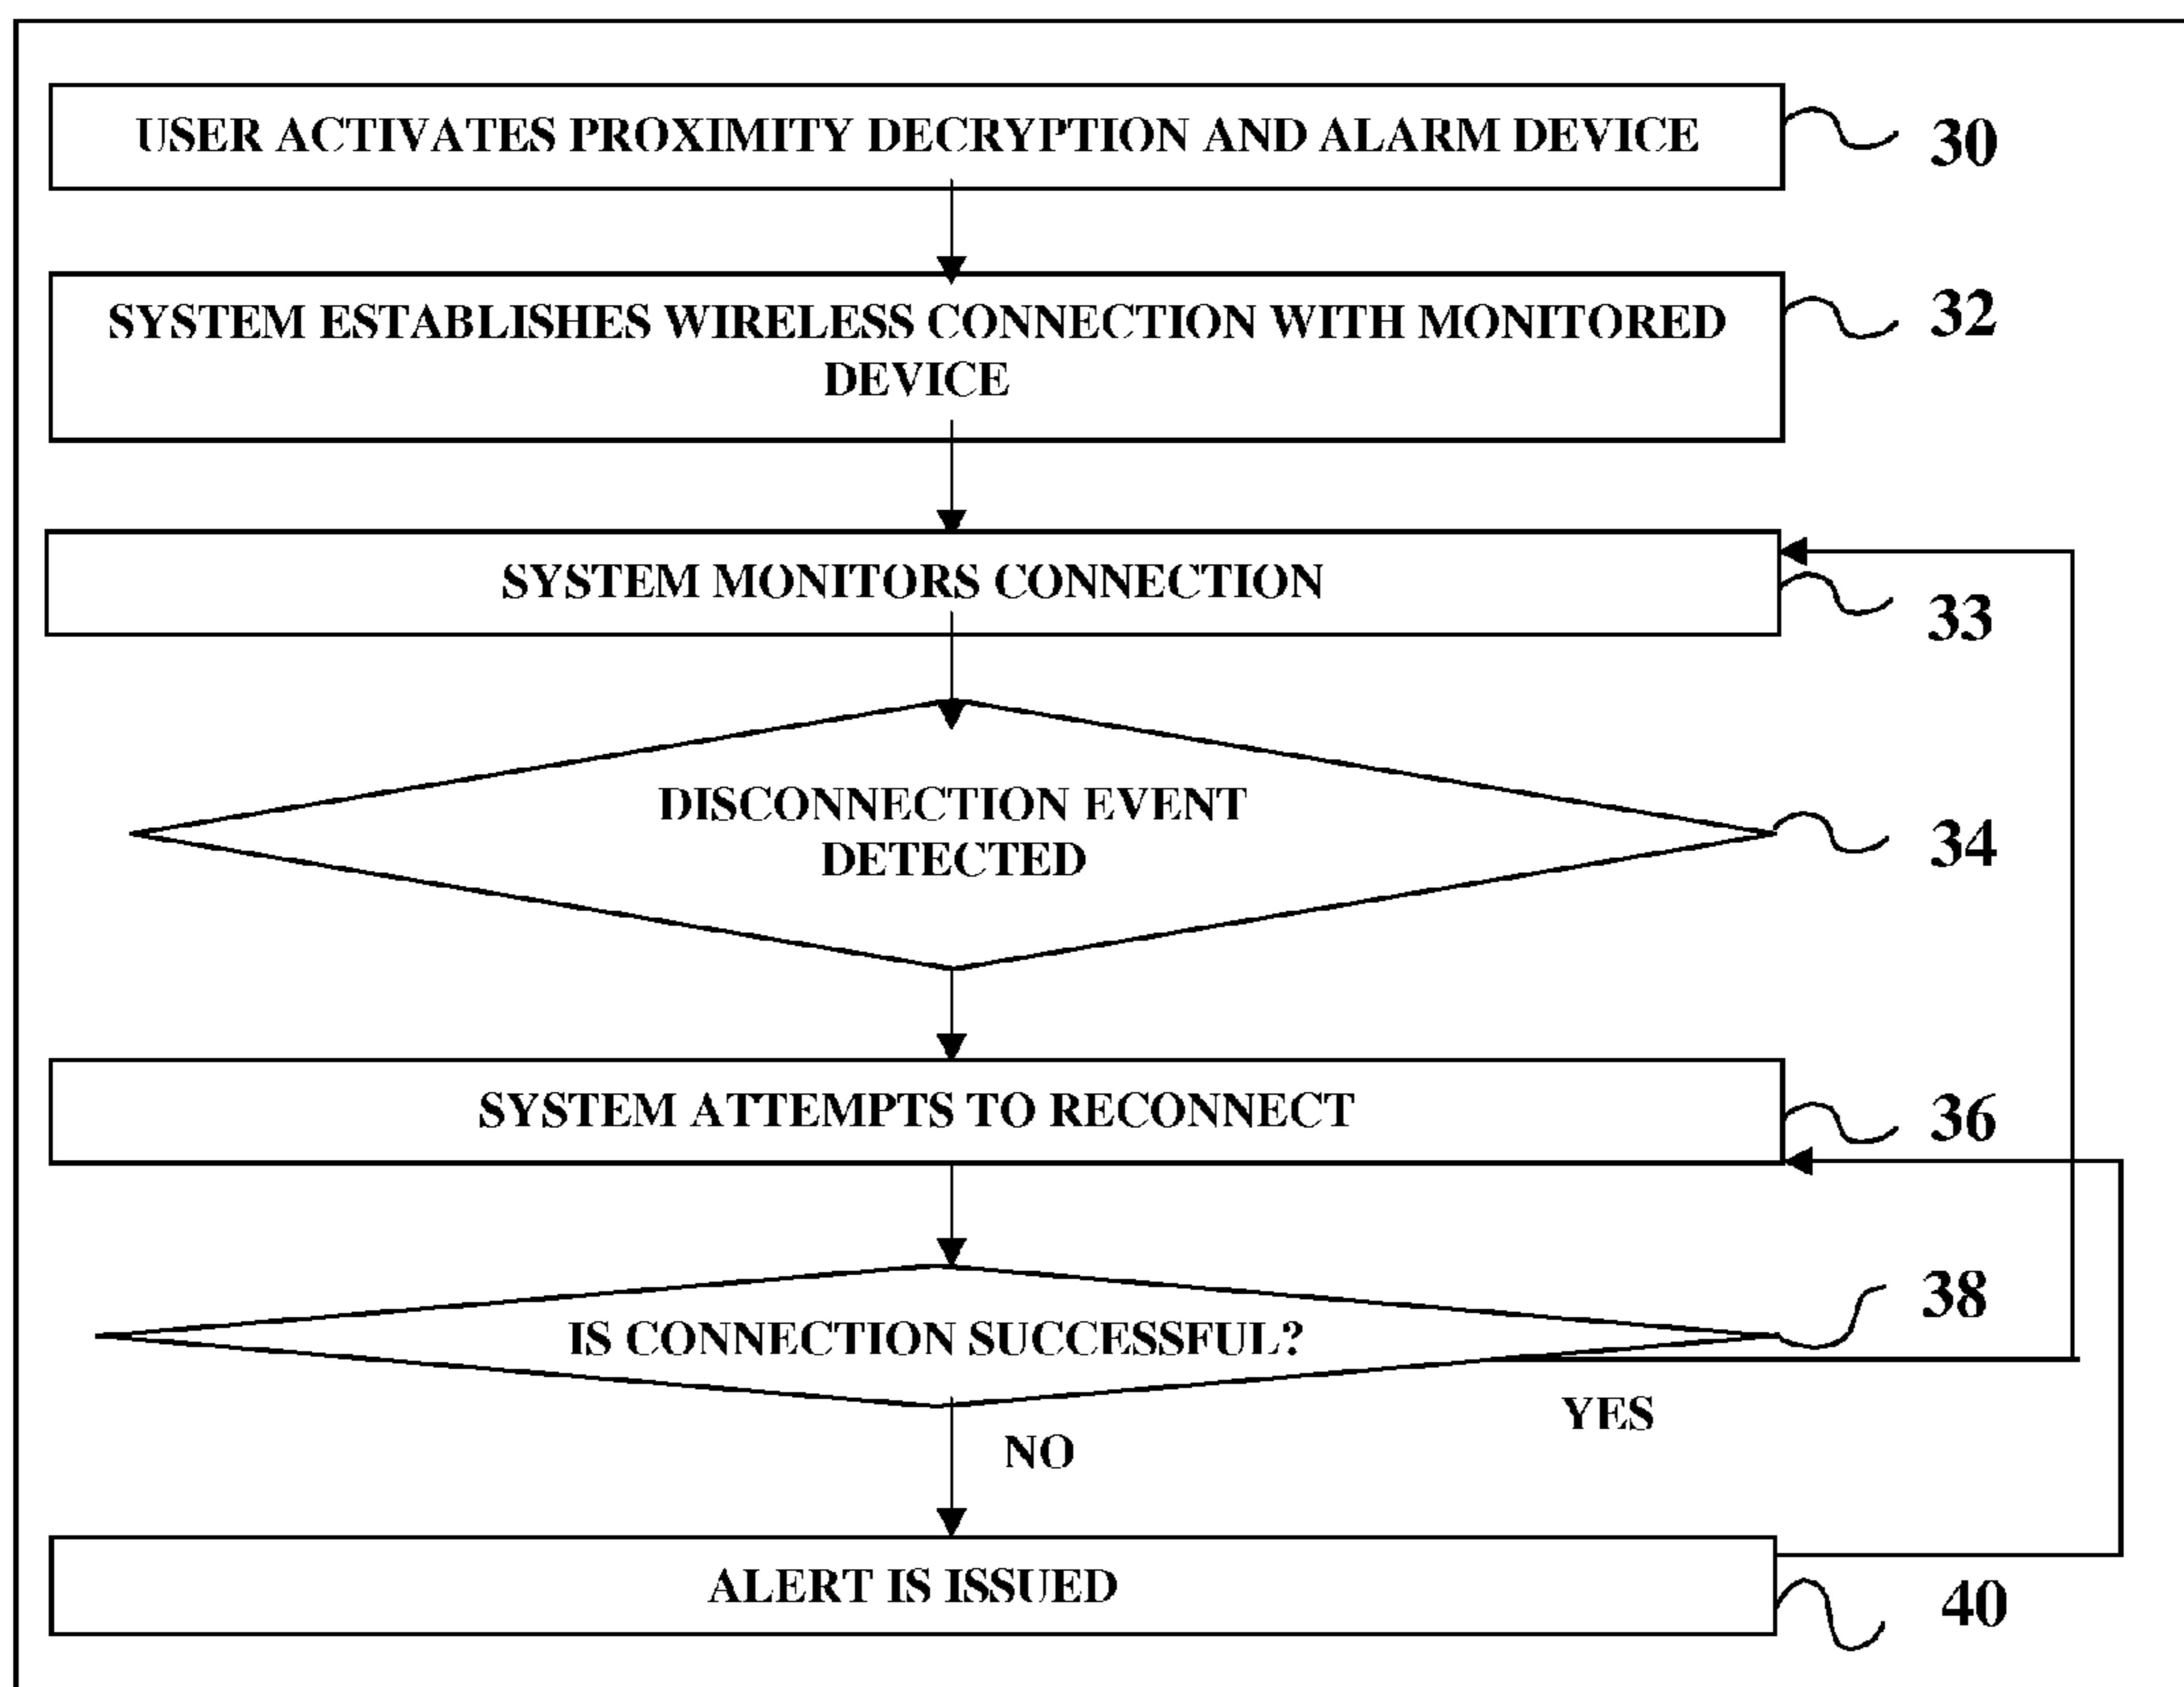 USER ACTIVATES PROXIMITY DECRYPTION AND ALARM DEVICE
30
SYSTEM ESTABLISHES WIRELESS CONNECTION WITH MONITORED
DEVICE
32
SYSTEM MONITORS CONNECTION
33
DISCONNECTION EVENT
DETECTED
34
SYSTEM ATTEMPTS TO RECONNECT
36
IS CONNECTION SUCCESSFUL?
38
YES
NO
ALERT IS ISSUED
40